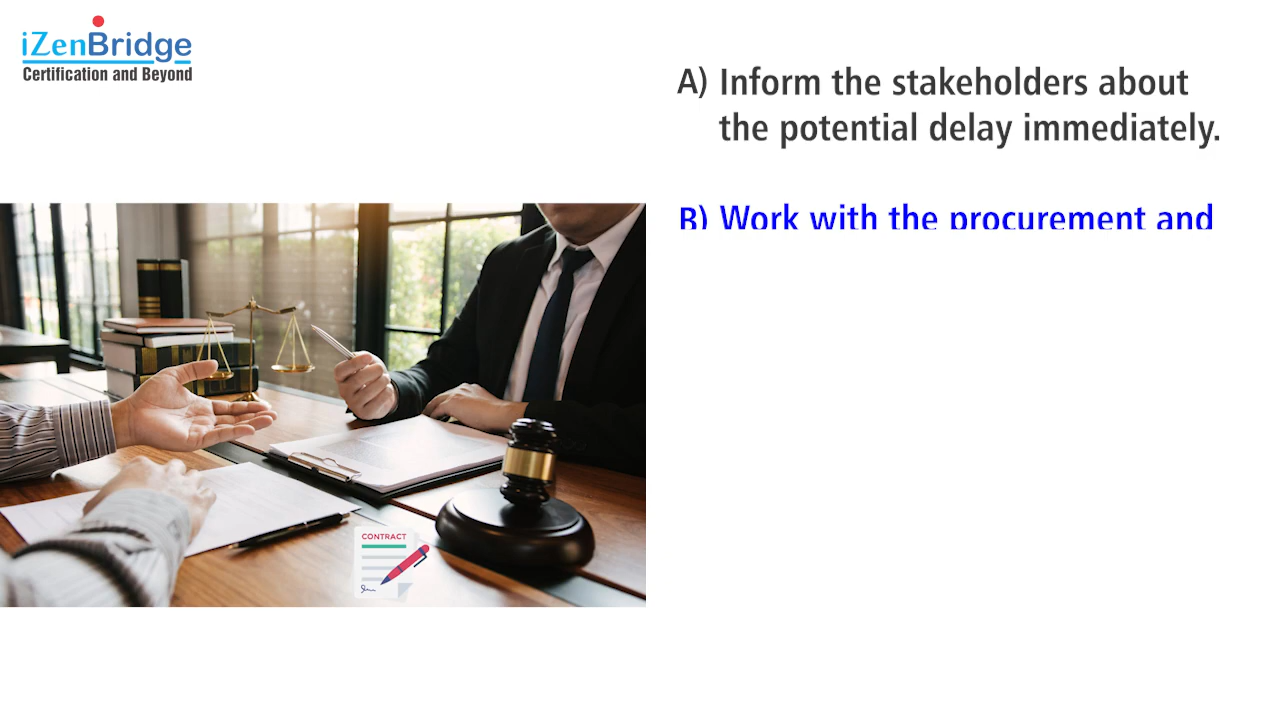 iZenBridge
Certification and Beyond
A) Inform the stakeholders about
the potential delay immediately.
B) Work with the procurement and
CONTRACT